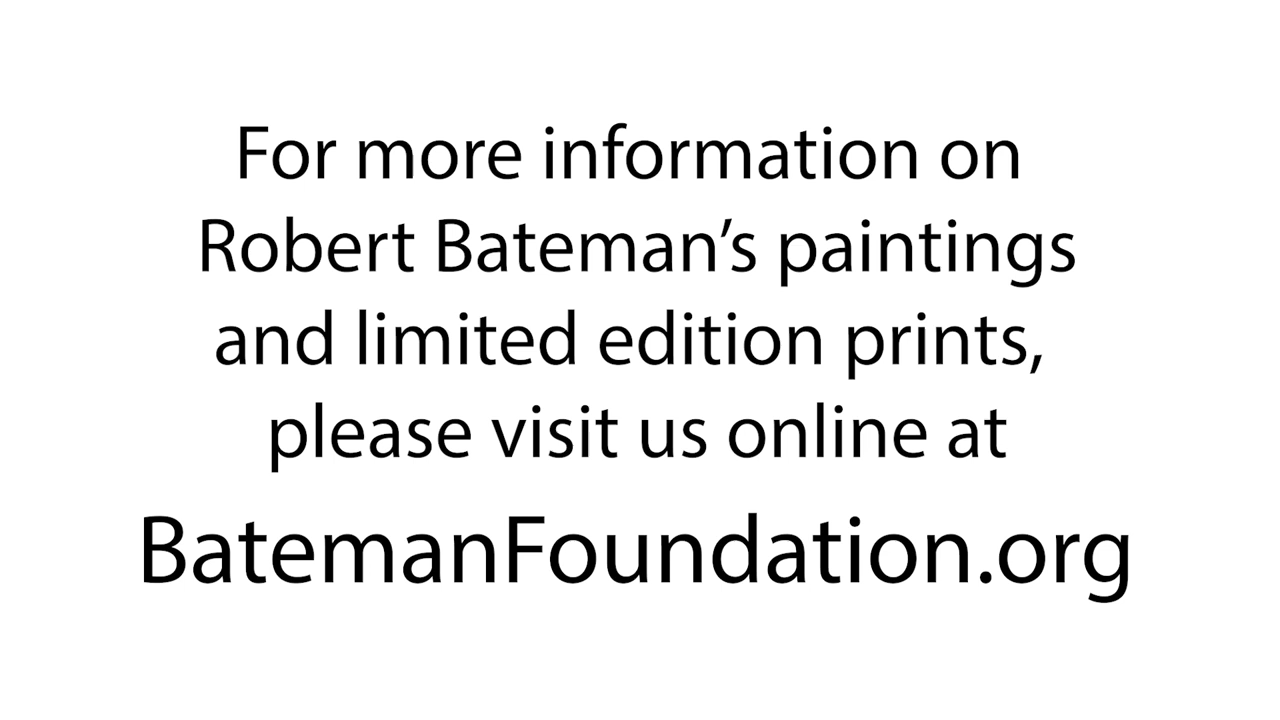 For more information on
Robert Bateman’s paintings
and limited edition prints,
please visit us online at
BatemanFoundation.org